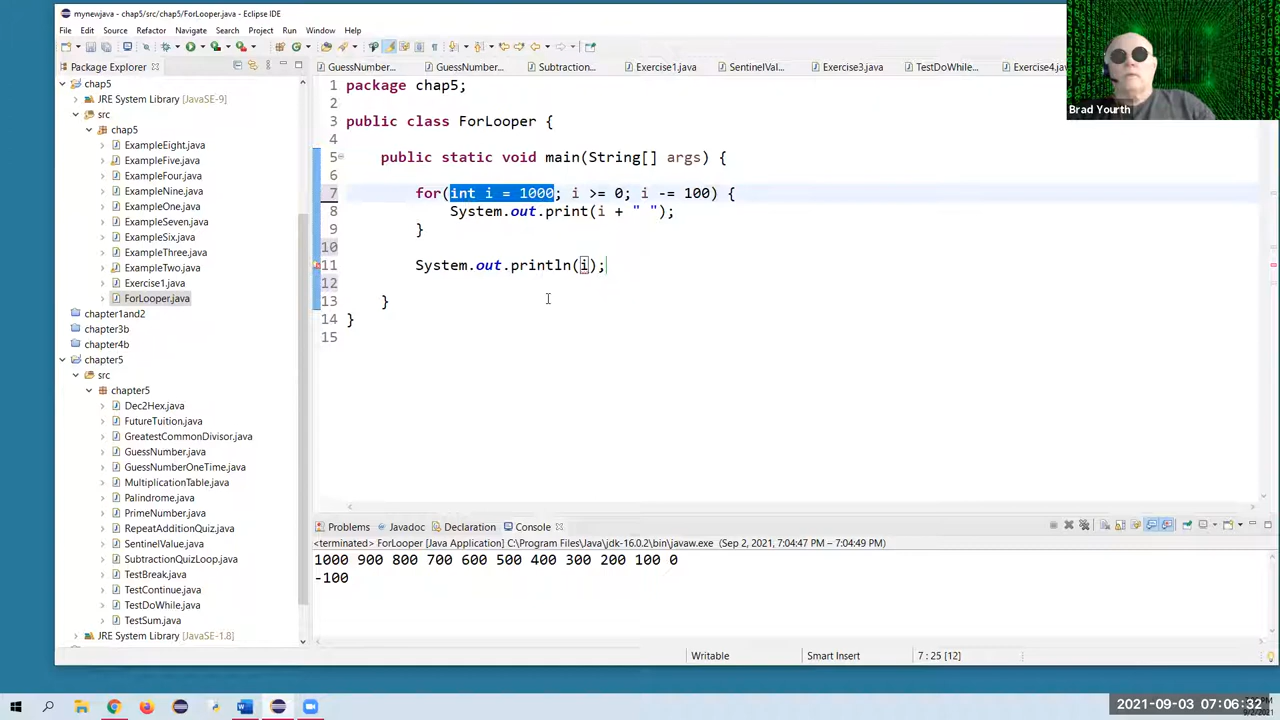 mynewjava - chap5/src/chap5/ForLooper.java - Eclipse IDE
File Edit Source Refactor Navigate Search Project Run Window Help
Package Explorer
GuessNumber...
GuessNumber...
Subtraction...
Exercise1.java
SentinelVal...
Exercise3.java
TestDoWhile...
Exercise4.java
chap5
JRE System Library [JavaSE-9]
src
chap5
ExampleEight.java
ExampleFive.java
ExampleFour.java
ExampleNine.java
ExampleOne.java
ExampleSeven.java
ExampleSix.java
ExampleThree.java
ExampleTwo.java
Exercise1.java
ForLooper.java
chapter1and2
chapter3b
chapter4b
chapter5
src
chapter5
Dec2Hex.java
FutureTuition.java
GreatestCommonDivisor.java
GuessNumber.java
GuessNumberOneTime.java
MultiplicationTable.java
Palindrome.java
PrimeNumber.java
RepeatAdditionQuiz.java
SentinelValue.java
SubtractionQuizLoop.java
TestBreak.java
TestContinue.java
TestDoWhile.java
TestSum.java
JRE System Library [JavaSE-1.8]
1 package chap5;
2
3 public class ForLooper {
4
5 public static void main(String[] args) {
6
7 for(int i = 1000; i >= 0; i -= 100) {
8 System.out.print(i + " ");
9 }
10
11 System.out.println(i);
12
13 }
14 }
15
Problems Javadoc Declaration Console
<terminated> ForLooper [Java Application] C:\Program Files\Java\jdk-16.0.2\bin\javaw.exe (Sep 2, 2021, 7:04:47 PM – 7:04:49 PM)
1000 900 800 700 600 500 400 300 200 100 0
-100
Writable Smart Insert 7 : 25 [12]
Brad Yourth
2021-09-03 07:06:32